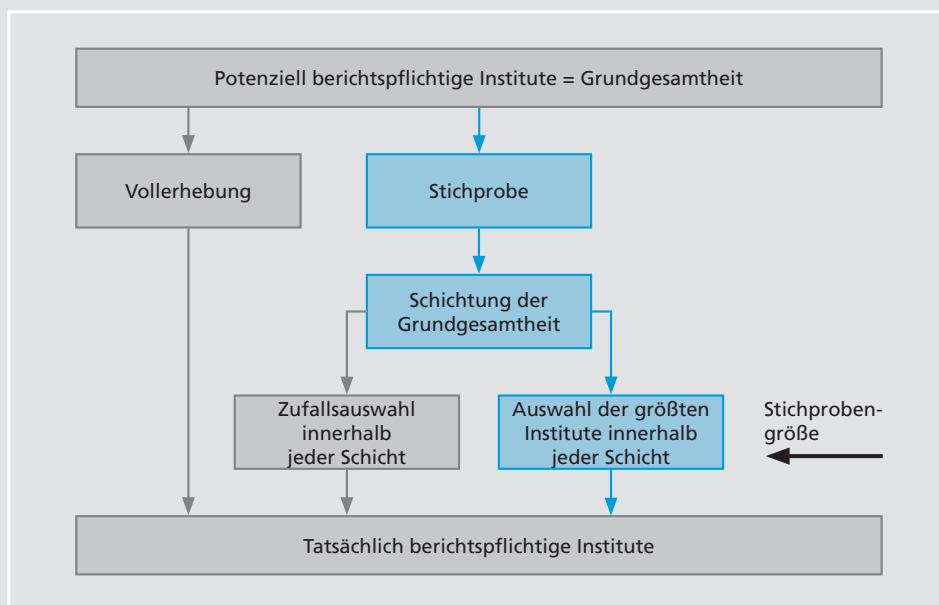 Potenziell berichtspflichtige Institute = Grundgesamtheit
Vollerhebung
Stichprobe
Schichtung der
Grundgesamtheit
Zufallsauswahl
innerhalb
jeder Schicht
Auswahl der größten
Institute innerhalb
jeder Schicht
Stichproben-
größe
Tatsächlich berichtspflichtige Institute